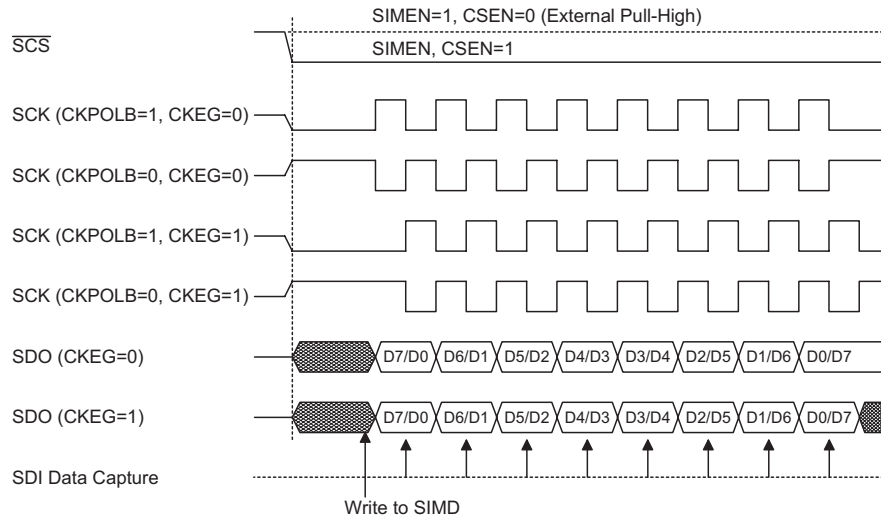 SIMEN=1, CSEN=0 (External Pull-High)
SCS
SIMEN, CSEN=1
SCK (CKPOLB=1, CKEG=0)
SCK (CKPOLB=0, CKEG=0)
SCK (CKPOLB=1, CKEG=1)
SCK (CKPOLB=0, CKEG=1)
SDO (CKEG=0) D7/D0 D6/D1 D5/D2 D4/D3 D3/D4 D2/D5 D1/D6 D0/D7
SDO (CKEG=1) D7/D0 D6/D1 D5/D2 D4/D3 D3/D4 D2/D5 D1/D6 D0/D7
SDI Data Capture
Write to SIMD